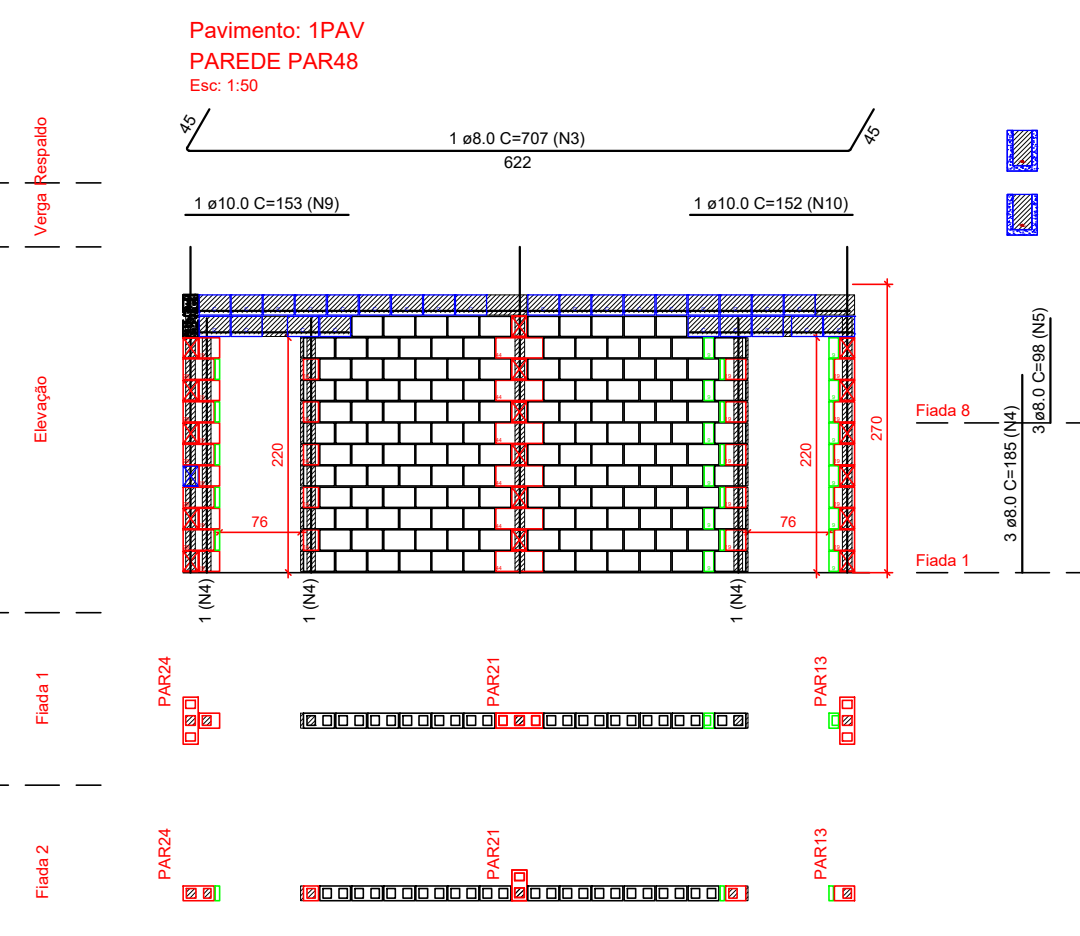 Pavimento: 1PAV
PAREDE PAR48
Esc: 1:50
45
1 ø8.0 C=707 (N3)
622
45
Respaldo
Verga
1 ø10.0 C=153 (N9)
1 ø10.0 C=152 (N10)
Elevação
220
76
220
76
270
Fiada 8
Fiada 1
3 ø8.0 C=185 (N4)
3 ø8.0 C=98 (N5)
1 (N4)
1 (N4)
1 (N4)
Fiada 1
PAR24
PAR21
PAR13
Fiada 2
PAR24
PAR21
PAR13